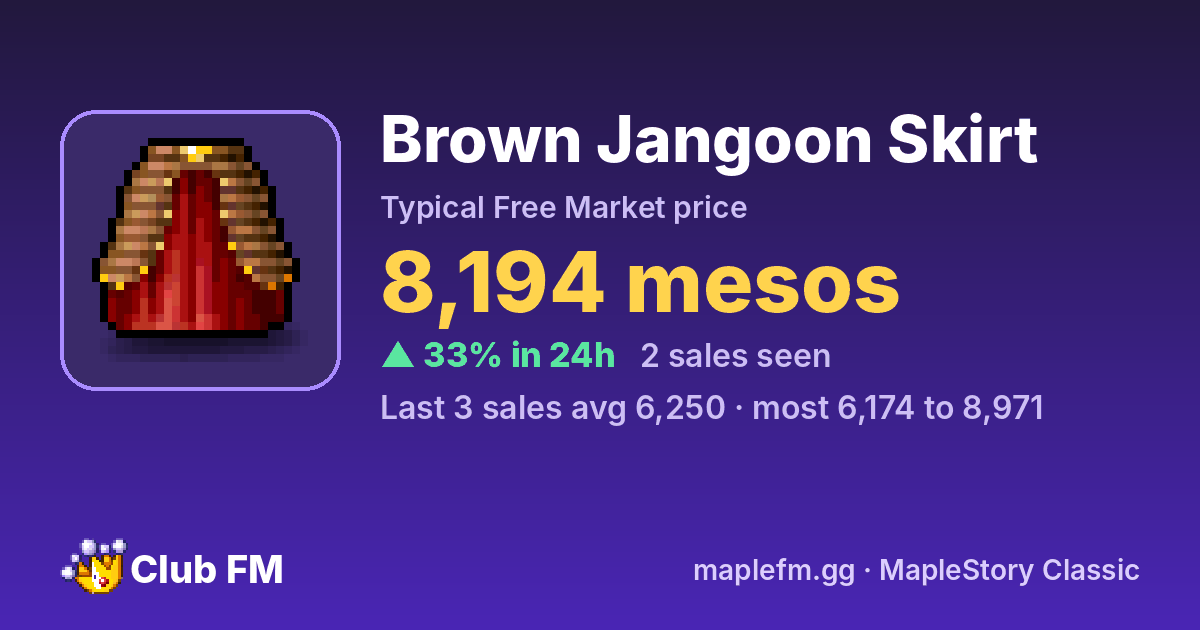 Brown Jangoon Skirt
Typical Free Market price
8,194 mesos
▲ 33% in 24h 2 sales seen
Last 3 sales avg 6,250 · most 6,174 to 8,971
Club FM
maplefm.gg · MapleStory Classic